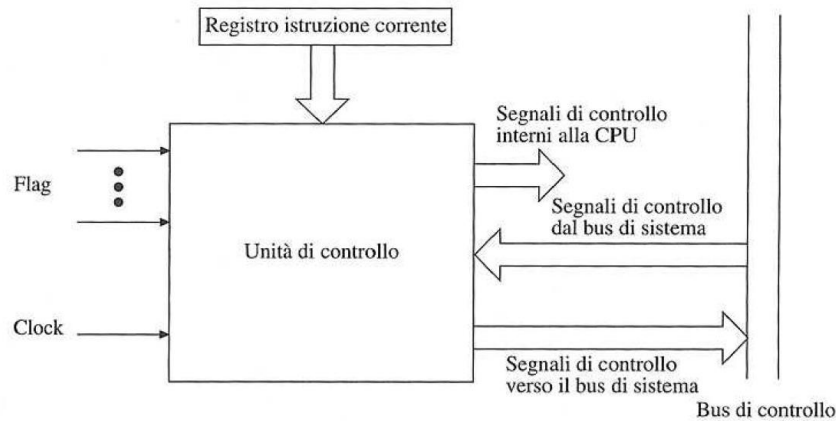 Registro istruzione corrente
Segnali di controllo
interni alla CPU
Flag
Segnali di controllo
dal bus di sistema
Unità di controllo
Clock
Segnali di controllo
verso il bus di sistema
Bus di controllo